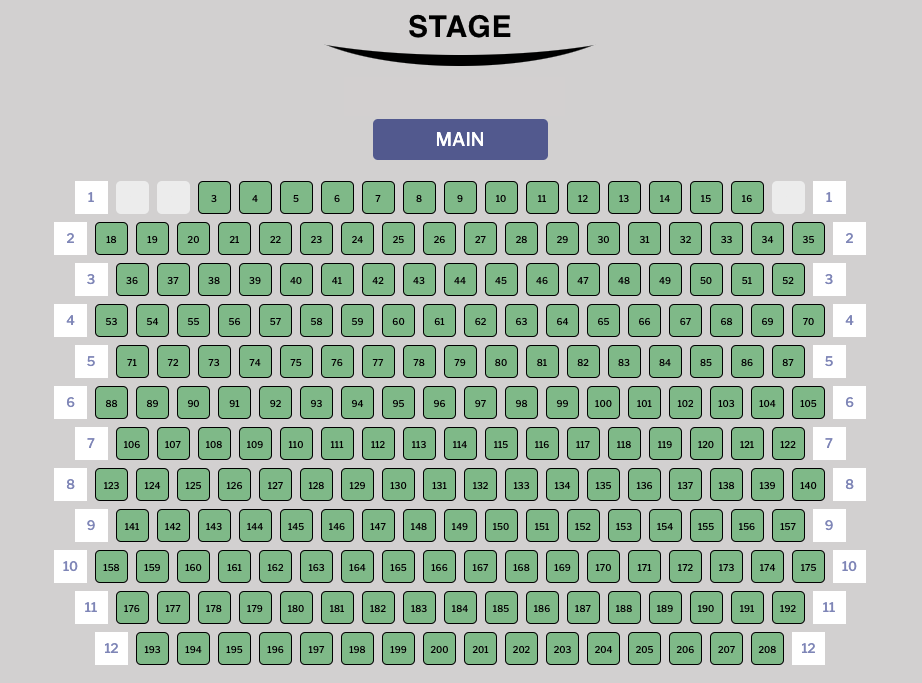 STAGE
MAIN
1 3 4 5 6 7 8 9 10 11 12 13 14 15 16 1
2 18 19 20 21 22 23 24 25 26 27 28 29 30 31 32 33 34 35 2
3 36 37 38 39 40 41 42 43 44 45 46 47 48 49 50 51 52 3
4 53 54 55 56 57 58 59 60 61 62 63 64 65 66 67 68 69 70 4
5 71 72 73 74 75 76 77 78 79 80 81 82 83 84 85 86 87 5
6 88 89 90 91 92 93 94 95 96 97 98 99 100 101 102 103 104 105 6
7 106 107 108 109 110 111 112 113 114 115 116 117 118 119 120 121 122 7
8 123 124 125 126 127 128 129 130 131 132 133 134 135 136 137 138 139 140 8
9 141 142 143 144 145 146 147 148 149 150 151 152 153 154 155 156 157 9
10 158 159 160 161 162 163 164 165 166 167 168 169 170 171 172 173 174 175 10
11 176 177 178 179 180 181 182 183 184 185 186 187 188 189 190 191 192 11
12 193 194 195 196 197 198 199 200 201 202 203 204 205 206 207 208 12